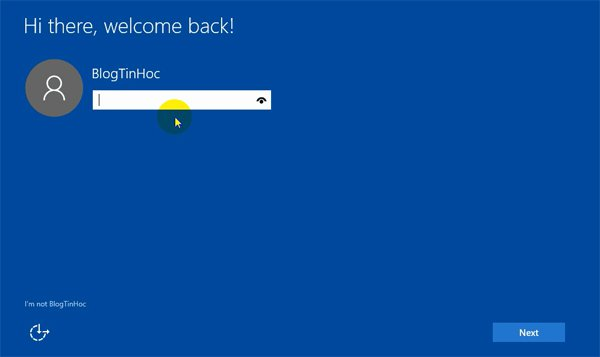 Hi there, welcome back!
BlogTinHoc
I'm not BlogTinHoc
Next